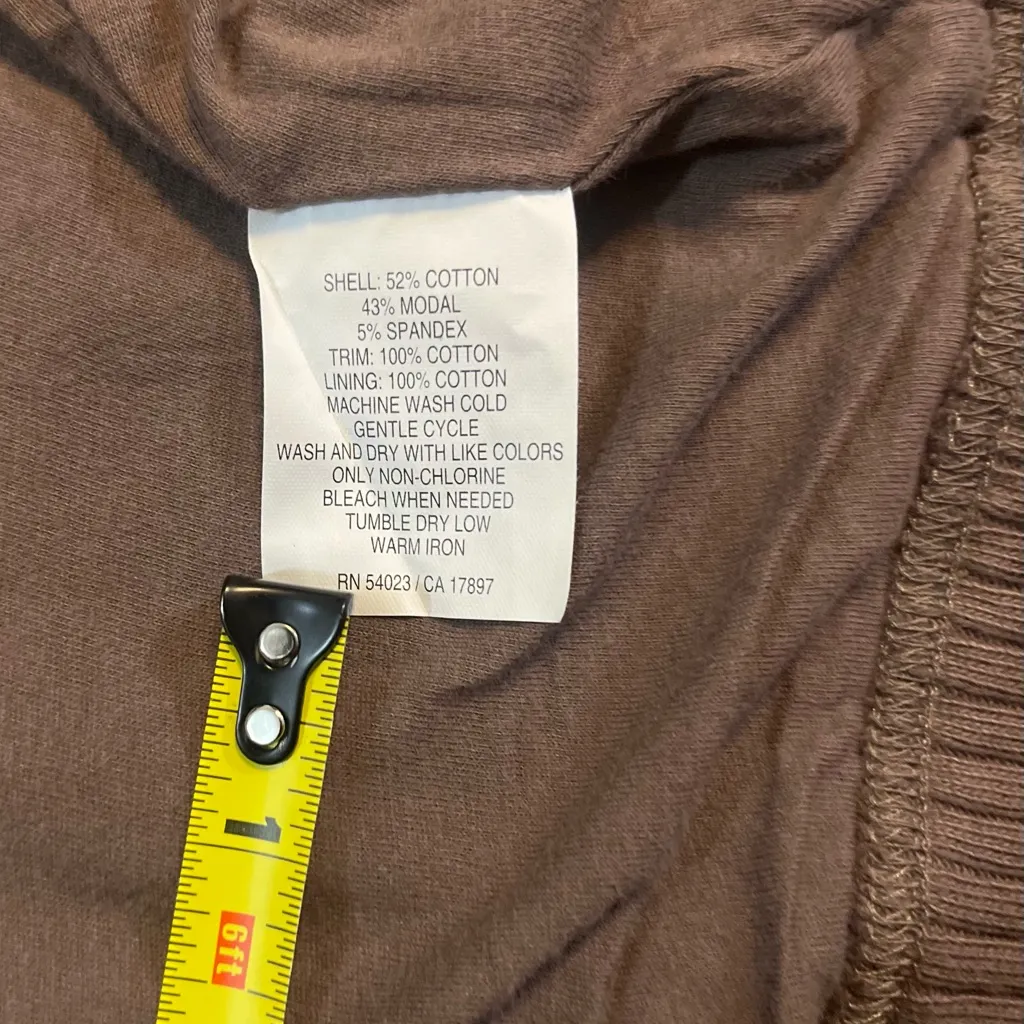 SHELL: 52% COTTON
43% MODAL
5% SPANDEX
TRIM: 100% COTTON
LINING: 100% COTTON
MACHINE WASH COLD
GENTLE CYCLE
WASH AND DRY WITH LIKE COLORS
ONLY NON-CHLORINE
BLEACH WHEN NEEDED
TUMBLE DRY LOW
WARM IRON
RN 54023 / CA 17897
1
6ft